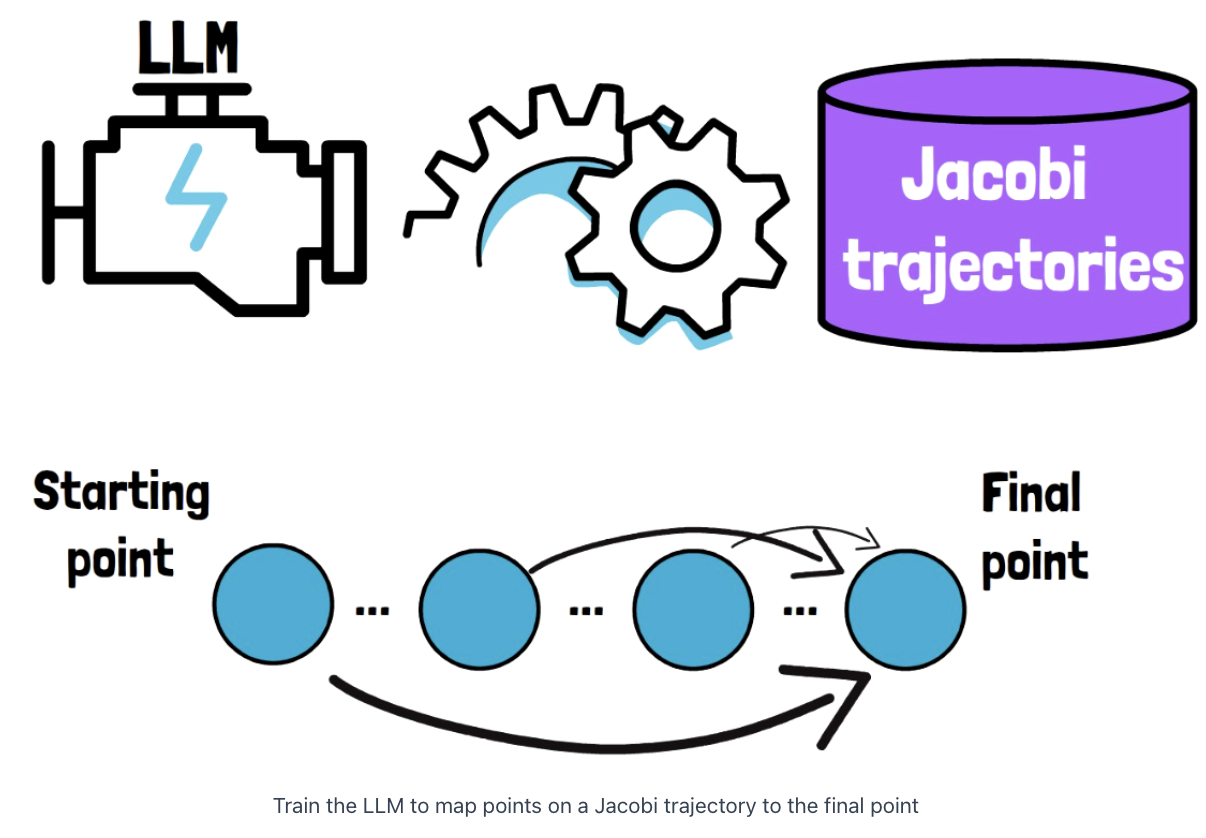 LLM
Jacobi
trajectories
Starting
point
Final
point
... ... ...
Train the LLM to map points on a Jacobi trajectory to the final point